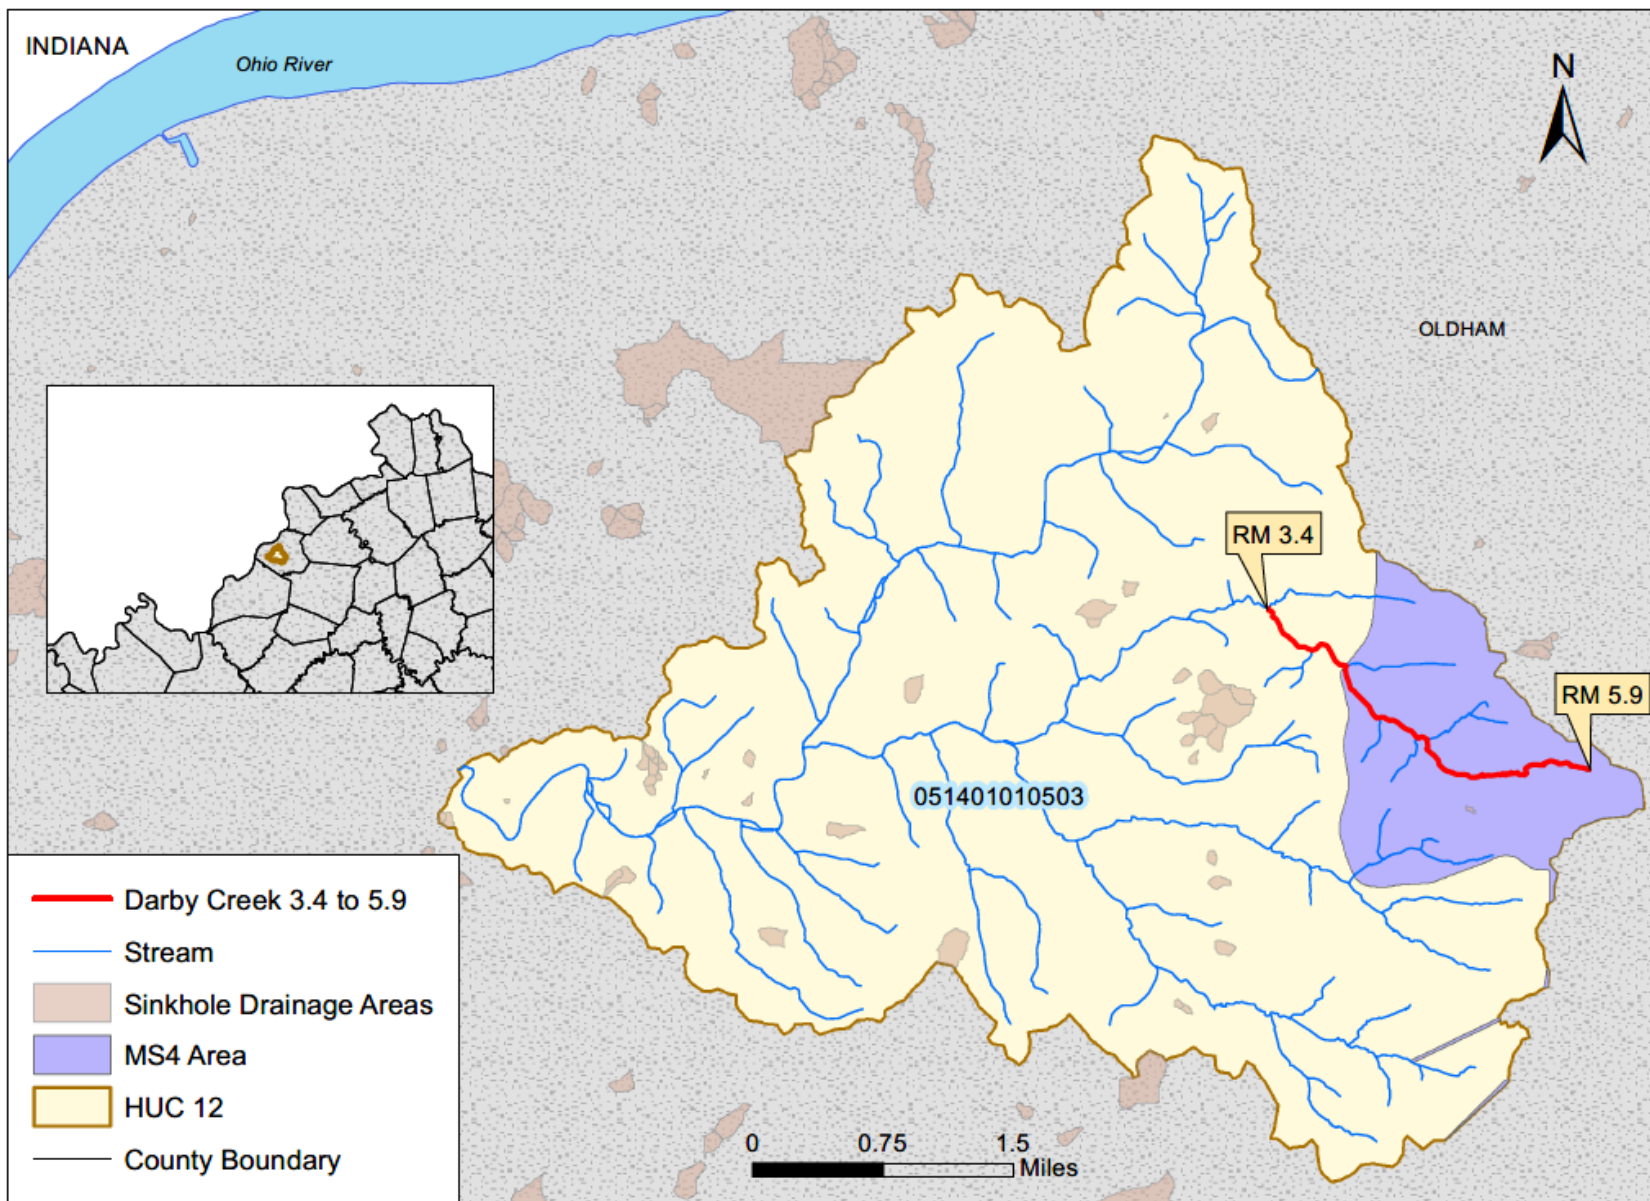 INDIANA
Ohio River
N
OLDHAM
RM 3.4
RM 5.9
051401010503
Darby Creek 3.4 to 5.9
Stream
Sinkhole Drainage Areas
MS4 Area
HUC 12
County Boundary
0 0.75 1.5
Miles